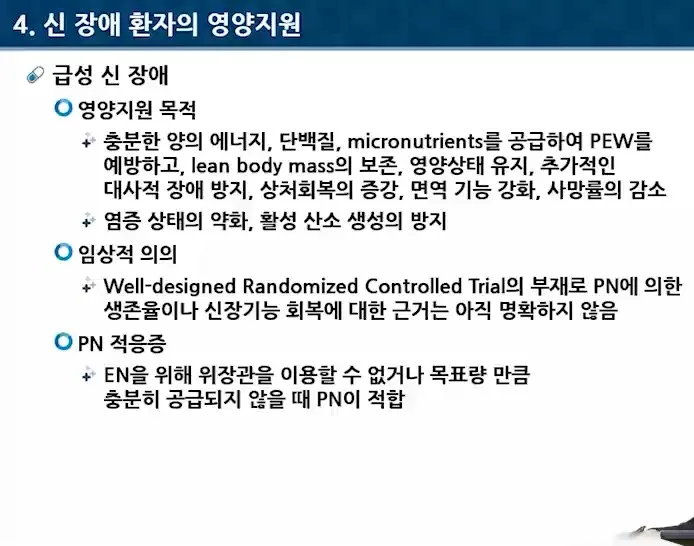 4. 신 장애 환자의 영양지원
급성 신 장애
영양지원 목적
충분한 양의 에너지, 단백질, micronutrients를 공급하여 PEW를
예방하고, lean body mass의 보존, 영양상태 유지, 추가적인
대사적 장애 방지, 상처회복의 증강, 면역 기능 강화, 사망률의 감소
염증 상태의 약화, 활성 산소 생성의 방지
임상적 의의
Well-designed Randomized Controlled Trial의 부재로 PN에 의한
생존율이나 신장기능 회복에 대한 근거는 아직 명확하지 않음
PN 적응증
EN을 위해 위장관을 이용할 수 없거나 목표량 만큼
충분히 공급되지 않을 때 PN이 적합